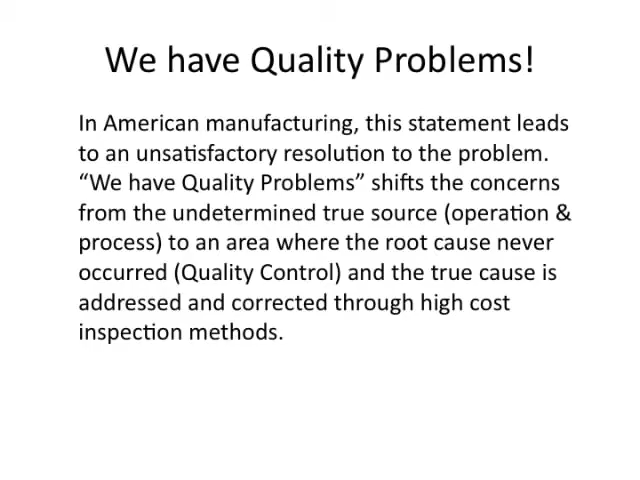 We have Quality Problems!
In American manufacturing, this statement leads
to an unsatisfactory resolution to the problem.
“We have Quality Problems” shifts the concerns
from the undetermined true source (operation &
process) to an area where the root cause never
occurred (Quality Control) and the true cause is
addressed and corrected through high cost
inspection methods.